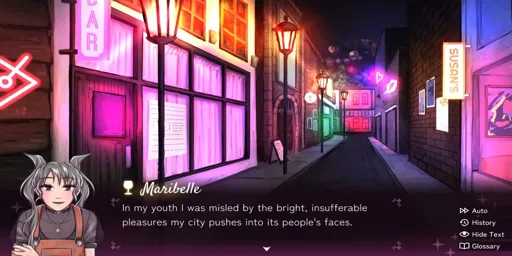 BAR
SUSAN'S
Maribelle
In my youth I was misled by the bright, insufferable
pleasures my city pushes into its people's faces.
Auto
History
Hide Text
Glossary